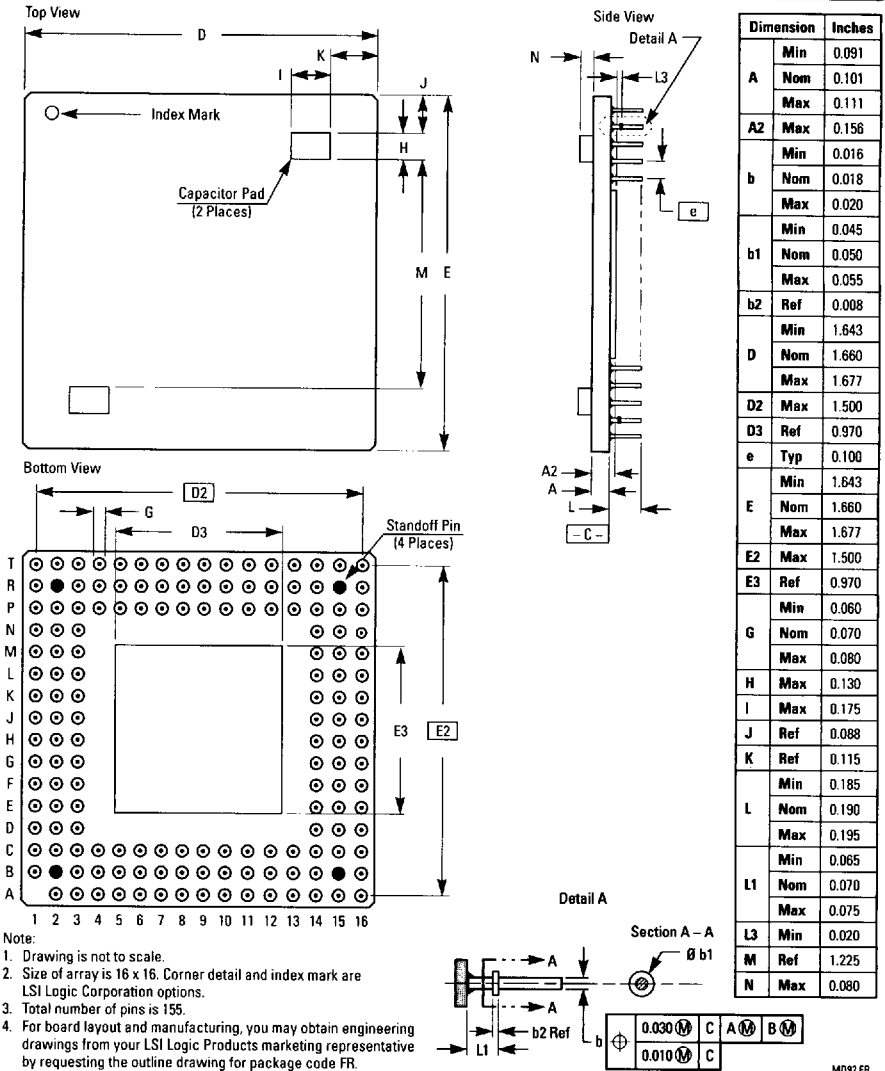 Top View
D
K
I
J
Index Mark
H
Capacitor Pad
(2 Places)
M
E
Side View
Detail A
N
L3
e
A2
A
L
– C –
Bottom View
D2
G
D3
Standoff Pin
(4 Places)
T
R
P
N
M
L
K
J
H
G
F
E
D
C
B
A
E3
E2
1 2 3 4 5 6 7 8 9 10 11 12 13 14 15 16
Note:
1. Drawing is not to scale.
2. Size of array is 16 x 16. Corner detail and index mark are
LSI Logic Corporation options.
3. Total number of pins is 155.
4. For board layout and manufacturing, you may obtain engineering
drawings from your LSI Logic Products marketing representative
by requesting the outline drawing for package code FR.
Detail A
A
A
b2 Ref
L1
b
Section A – A
Ø b1
0.030 Ⓜ C A Ⓜ B Ⓜ
0.010 Ⓜ C
Dimension Inches
A Min 0.091
Nom 0.101
Max 0.111
A2 Max 0.156
b Min 0.016
Nom 0.018
Max 0.020
b1 Min 0.045
Nom 0.050
Max 0.055
b2 Ref 0.008
D Min 1.643
Nom 1.660
Max 1.677
D2 Max 1.500
D3 Ref 0.970
e Typ 0.100
E Min 1.643
Nom 1.660
Max 1.677
E2 Max 1.500
E3 Ref 0.970
G Min 0.060
Nom 0.070
Max 0.080
H Max 0.130
I Max 0.175
J Ref 0.088
K Ref 0.115
L Min 0.185
Nom 0.190
Max 0.195
L1 Min 0.065
Nom 0.070
Max 0.075
L3 Min 0.020
M Ref 1.225
N Max 0.080
MD92.FR